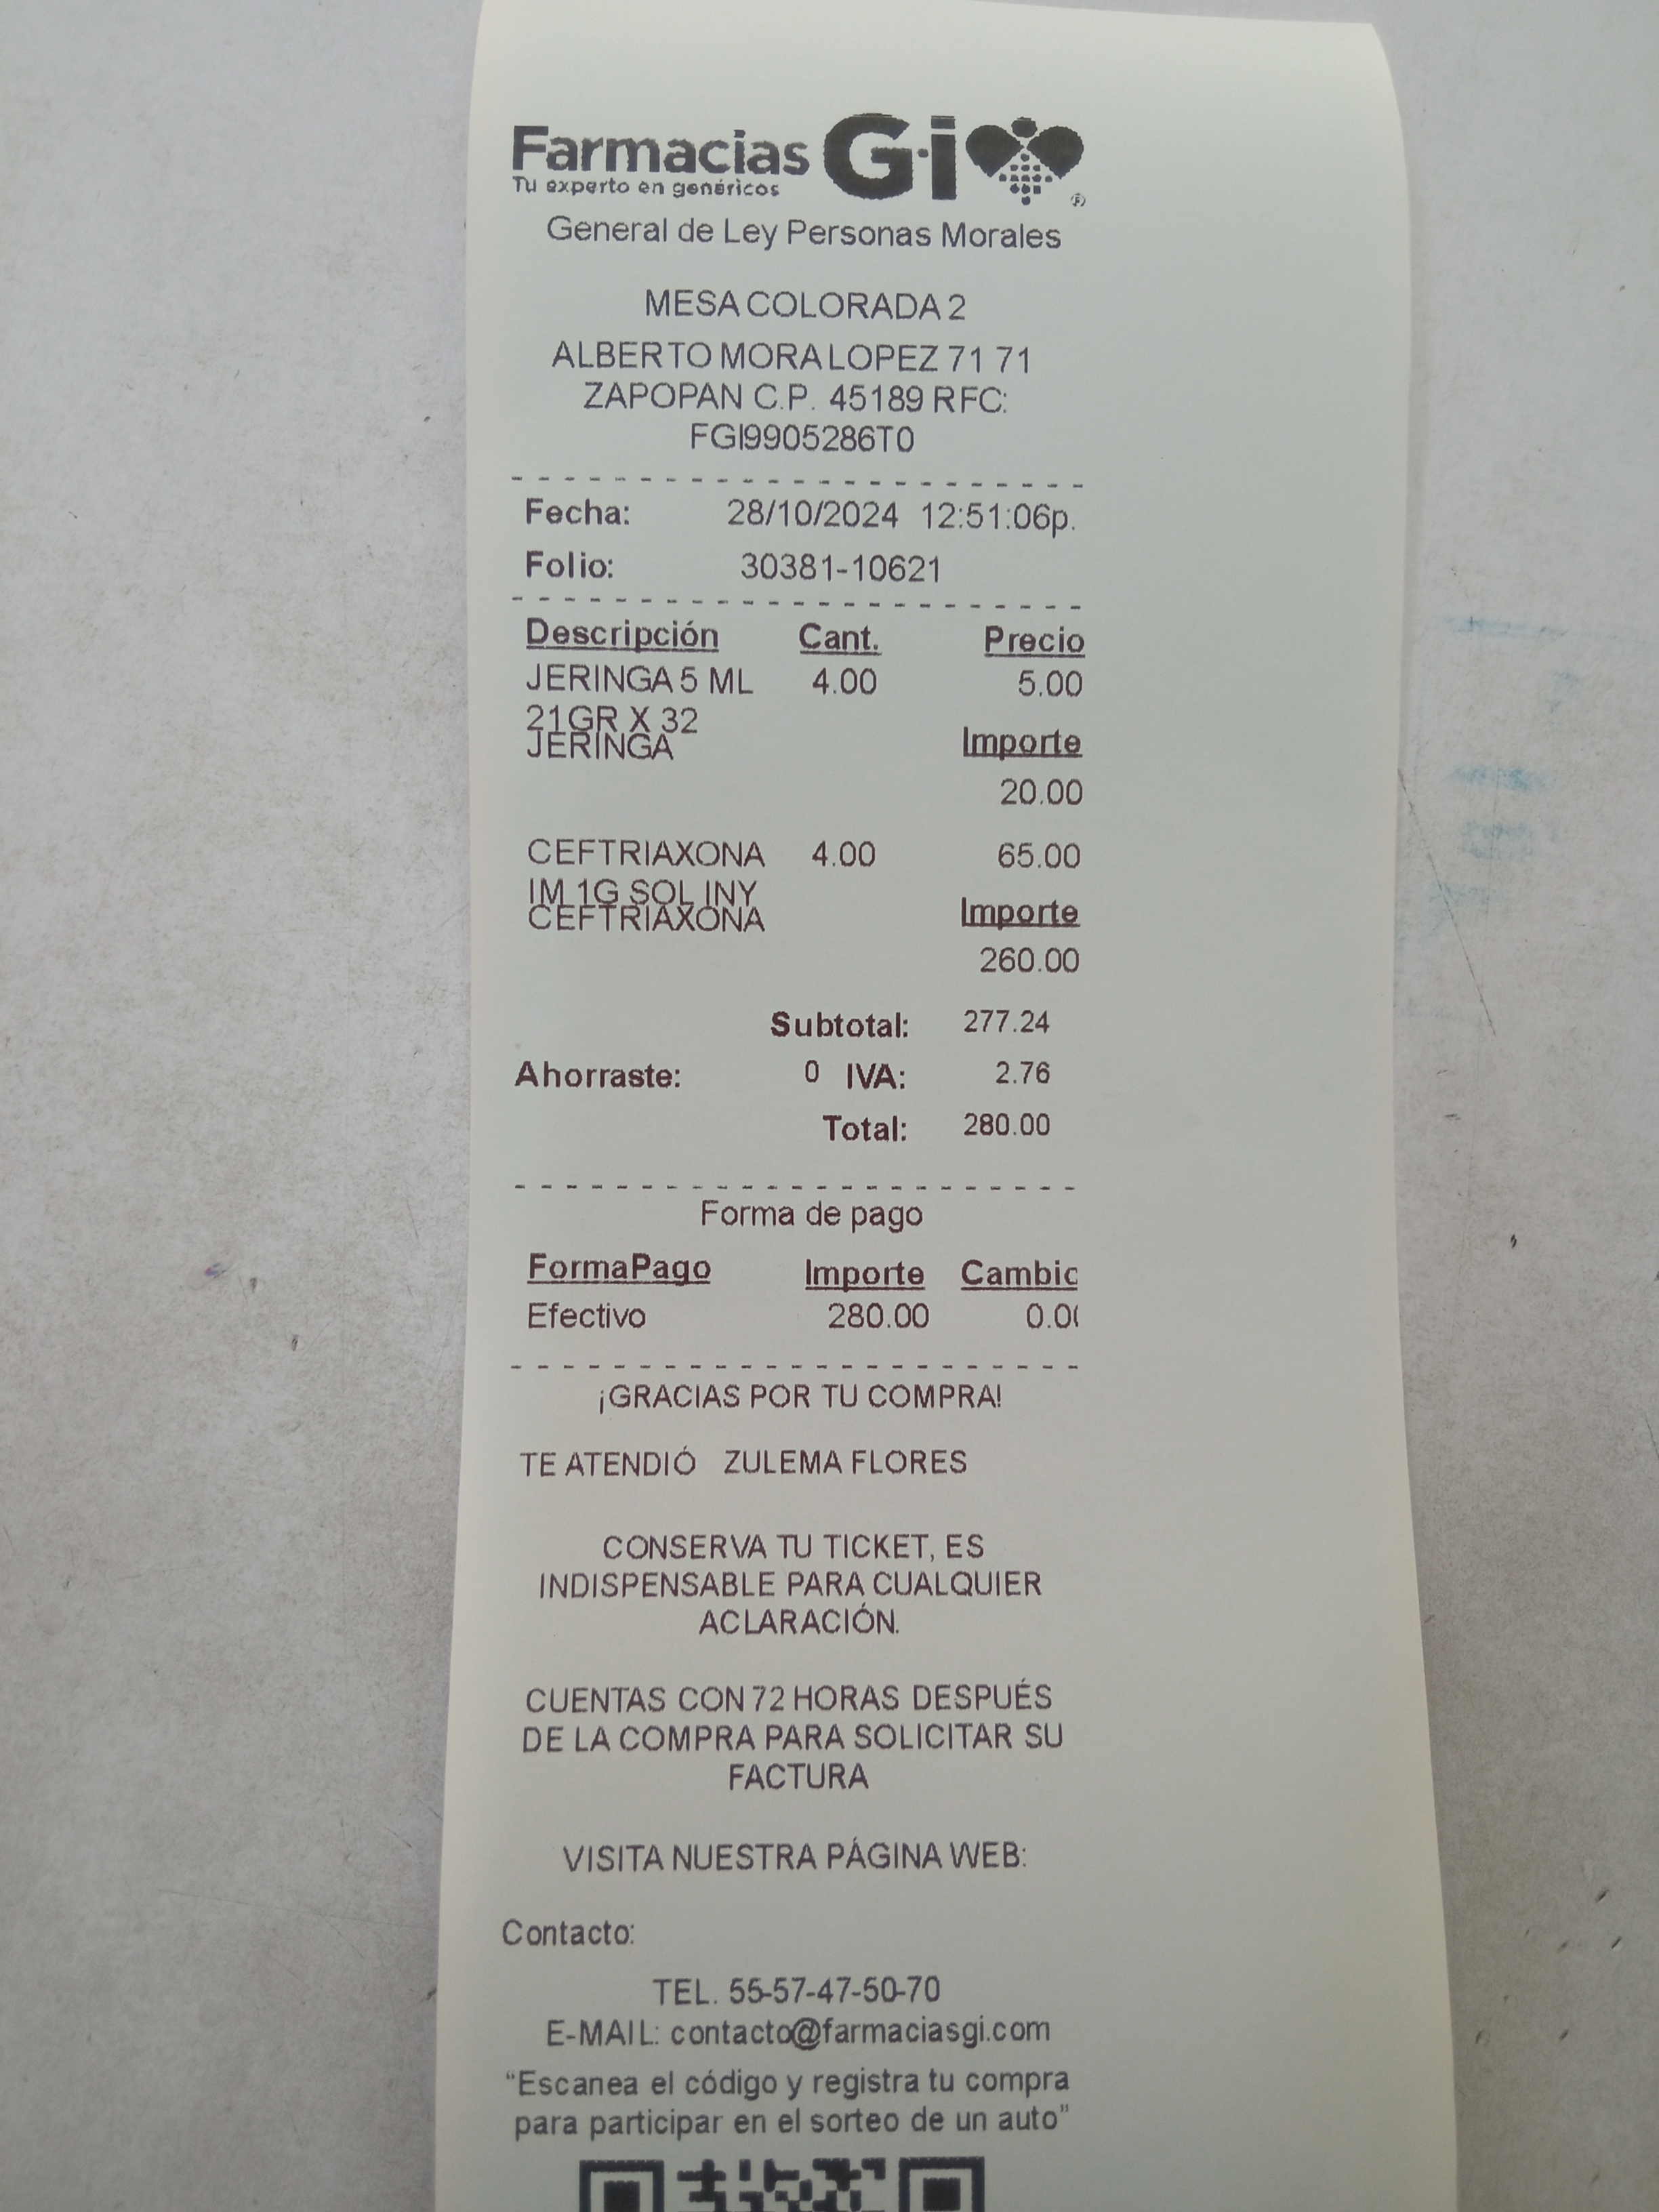 Farmacias Gi
Tu experto en genéricos
®
General de Ley Personas Morales
MESA COLORADA 2
ALBERTO MORA LOPEZ 71 71
ZAPOPAN C.P. 45189 RFC:
FGI9905286T0
Fecha: 28/10/2024 12:51:06p.
Folio: 30381-10621
Descripción Cant. Precio
JERINGA 5 ML 4.00 5.00
21GR X 32
JERINGA Importe
20.00
CEFTRIAXONA 4.00 65.00
IM 1G SOL INY
CEFTRIAXONA Importe
260.00
Subtotal: 277.24
Ahorraste: 0 IVA: 2.76
Total: 280.00
Forma de pago
FormaPago Importe Cambio
Efectivo 280.00 0.00
¡GRACIAS POR TU COMPRA!
TE ATENDIÓ ZULEMA FLORES
CONSERVA TU TICKET, ES
INDISPENSABLE PARA CUALQUIER
ACLARACIÓN.
CUENTAS CON 72 HORAS DESPUÉS
DE LA COMPRA PARA SOLICITAR SU
FACTURA
VISITA NUESTRA PÁGINA WEB:
Contacto:
TEL. 55-57-47-50-70
E-MAIL: contacto@farmaciasgi.com
“Escanea el código y registra tu compra
para participar en el sorteo de un auto”